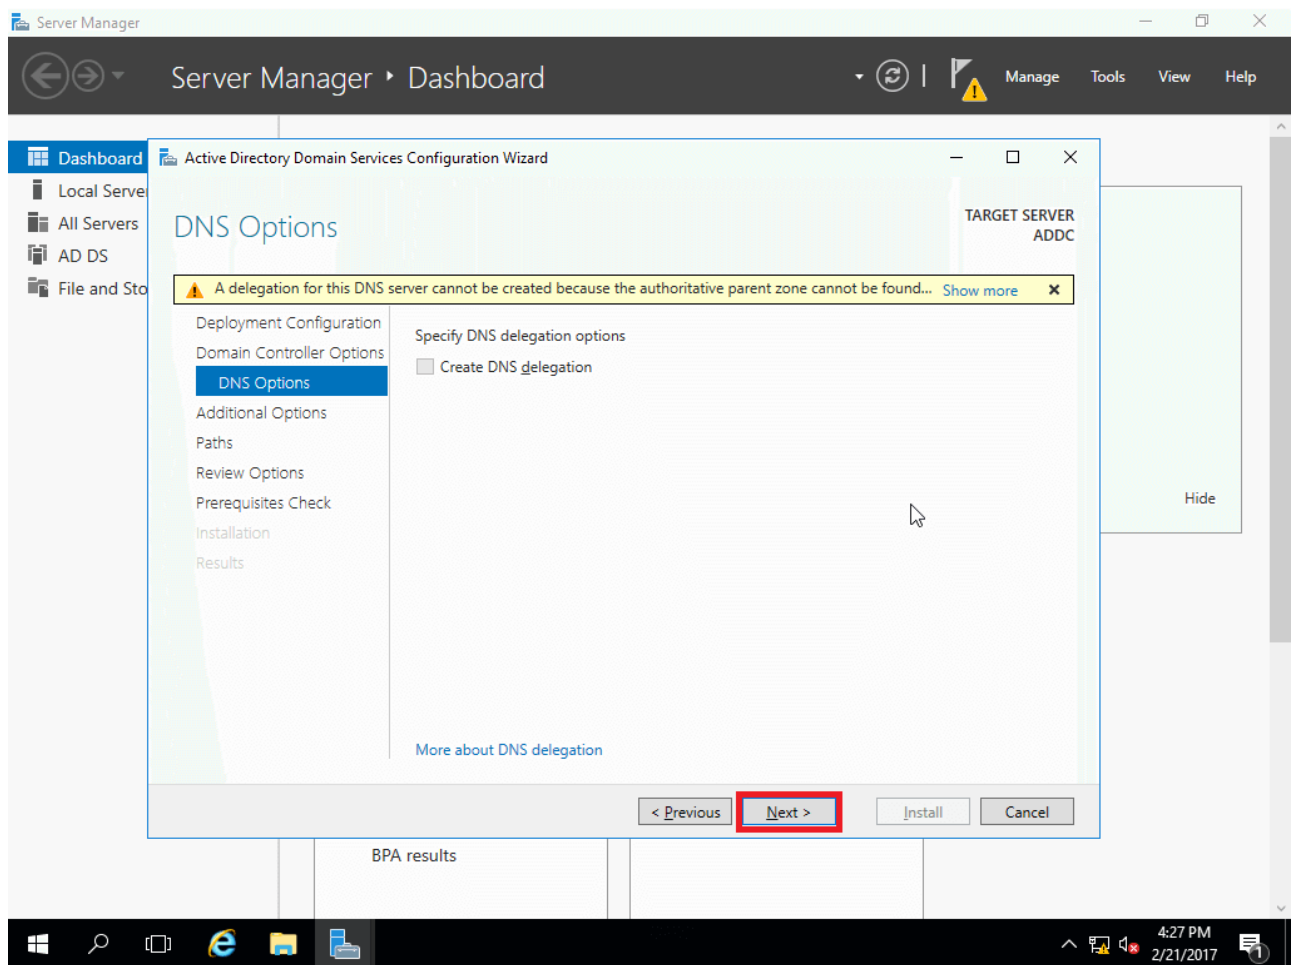 Server Manager
Server Manager ‣ Dashboard
Manage Tools View Help
Dashboard
Local Serve
All Servers
AD DS
File and Sto
Active Directory Domain Services Configuration Wizard
DNS Options
TARGET SERVER
ADDC
A delegation for this DNS server cannot be created because the authoritative parent zone cannot be found... Show more
Deployment Configuration
Domain Controller Options
DNS Options
Additional Options
Paths
Review Options
Prerequisites Check
Installation
Results
Specify DNS delegation options
Create DNS delegation
More about DNS delegation
Hide
< Previous
Next >
Install
Cancel
BPA results
4:27 PM
2/21/2017
1